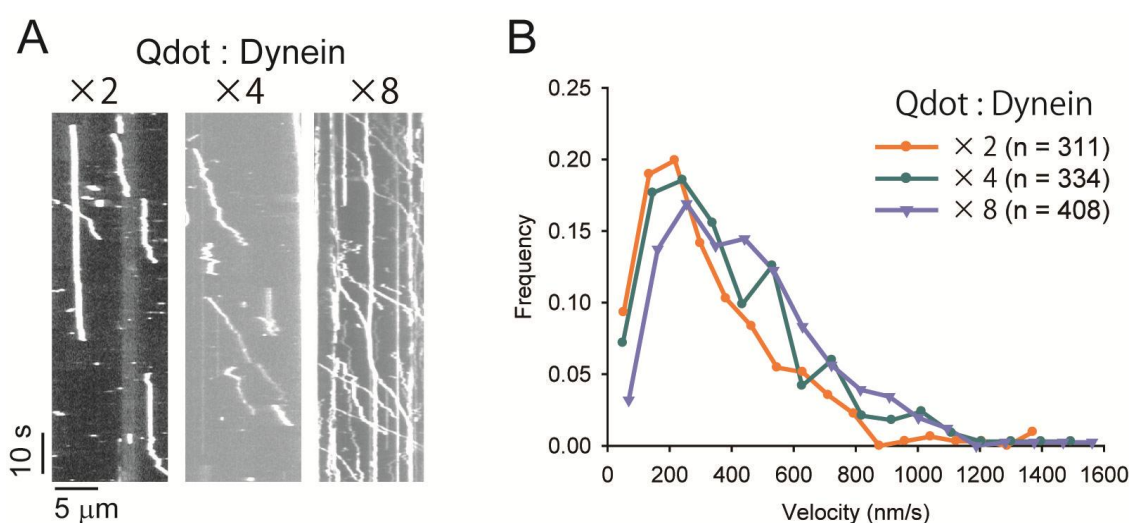 A
Qdot : Dynein
×2
×4
×8
10 s
5 μm
B
Qdot : Dynein
× 2 (n = 311)
× 4 (n = 334)
× 8 (n = 408)
Frequency
0.25
0.20
0.15
0.10
0.05
0.00
0 200 400 600 800 1000 1200 1400 1600
Velocity (nm/s)